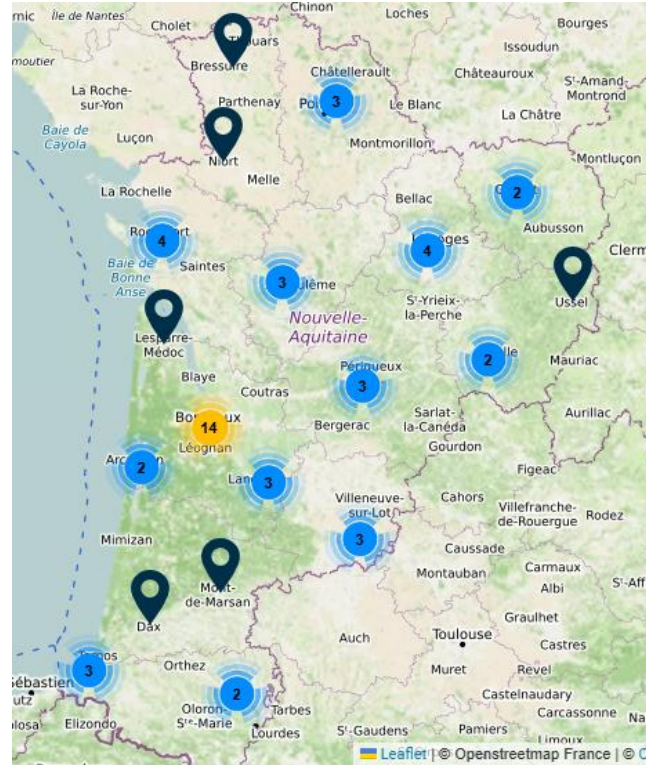 Chinon
Île de Nantes
Cholet
Loches
Bourges
Issoudun
Bressuire
Châtellerault
Châteauroux
St-Amand-
Montrond
La Roche-
sur-Yon
Parthenay
3
Le Blanc
La Châtre
Baie de
Cayola
Luçon
Niort
Montmorillon
Montluçon
Melle
La Rochelle
Bellac
2
Aubusson
4
4
Baie de
Bonne
Anse
Saintes
3
Ussel
St-Yrieix-
la-Perche
Nouvelle-
Aquitaine
Lesparre-
Médoc
2
Mauriac
Périgueux
3
Blaye
Coutras
Sarlat-
la-Canéda
Aurillac
14
Bergerac
Gourdon
Léognan
2
3
Figeac
Villeneuve-
sur-Lot
Cahors
Villefranche-
de-Rouergue
Rodez
3
Mimizan
Caussade
Montauban
Carmaux
Albi
Mont-
de-Marsan
Graulhet
Dax
Auch
Toulouse
Castres
3
Orthez
Muret
Revel
2
Castelnaudary
Oloron-
Ste-Marie
Tarbes
Carcassonne
Elizondo
Lourdes
St-Gaudens
Pamiers
Limoux
Leaflet | © Openstreetmap France | ©